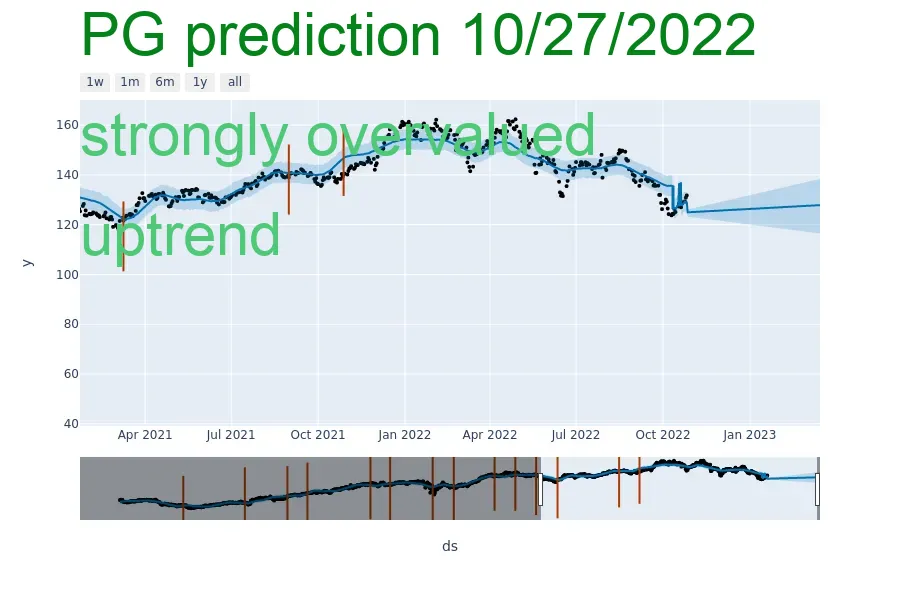 PG prediction 10/27/2022
1w 1m 6m 1y all
strongly overvalued
uptrend
160
140
120
100
80
60
40
y
Apr 2021 Jul 2021 Oct 2021 Jan 2022 Apr 2022 Jul 2022 Oct 2022 Jan 2023
ds